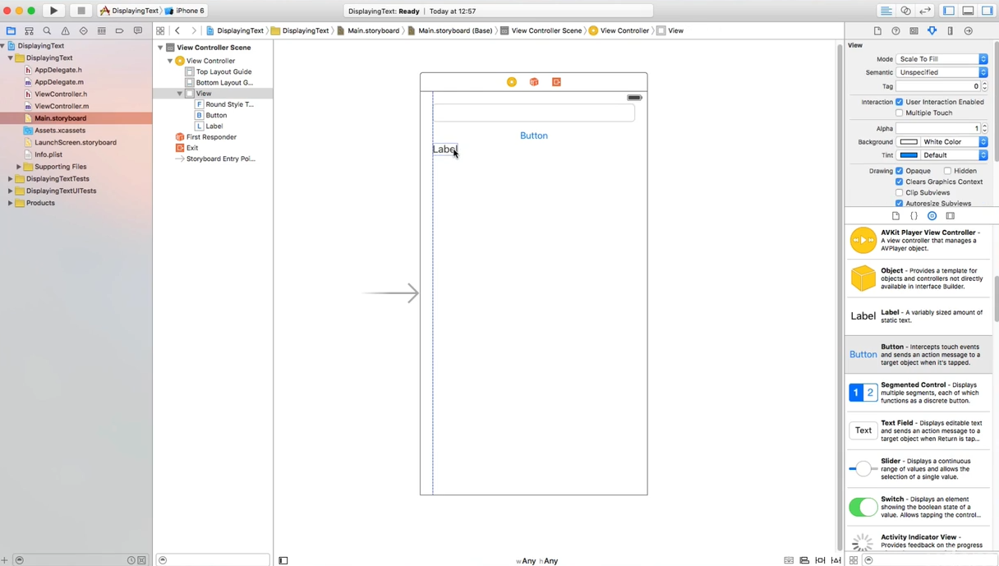 DisplayingText
iPhone 6
DisplayingText: Ready | Today at 12:57
DisplayingText
DisplayingText
Main.storyboard
Main.storyboard (Base)
View Controller Scene
View Controller
View
DisplayingText
DisplayingText
AppDelegate.h
AppDelegate.m
ViewController.h
ViewController.m
Main.storyboard
Assets.xcassets
LaunchScreen.storyboard
Info.plist
Supporting Files
DisplayingTextTests
DisplayingTextUITests
Products
View Controller Scene
View Controller
Top Layout Guide
Bottom Layout G...
View
F Round Style T...
B Button
L Label
First Responder
Exit
Storyboard Entry Poi...
Button
Label
wAny hAny
View
Mode Scale To Fill
Semantic Unspecified
Tag 0
Interaction User Interaction Enabled
Multiple Touch
Alpha 1
Background White Color
Tint Default
Drawing Opaque Hidden
Clears Graphics Context
Clip Subviews
Autoresize Subviews
AVKit Player View Controller -
A view controller that manages a
AVPlayer object.
Object - Provides a template for
objects and controllers not directly
available in Interface Builder.
Label
Label - A variably sized amount of
static text.
Button
Button - Intercepts touch events
and sends an action message to a
target object when it's tapped.
1 2
Segmented Control - Displays
multiple segments, each of which
functions as a discrete button.
Text
Text Field - Displays editable text
and sends an action message to a
target object when Return is tap...
Slider - Displays a continuous
range of values and allows the
selection of a single value.
Switch - Displays an element
showing the boolean state of a
value. Allows tapping the control...
Activity Indicator View -
Provides feedback on the progress